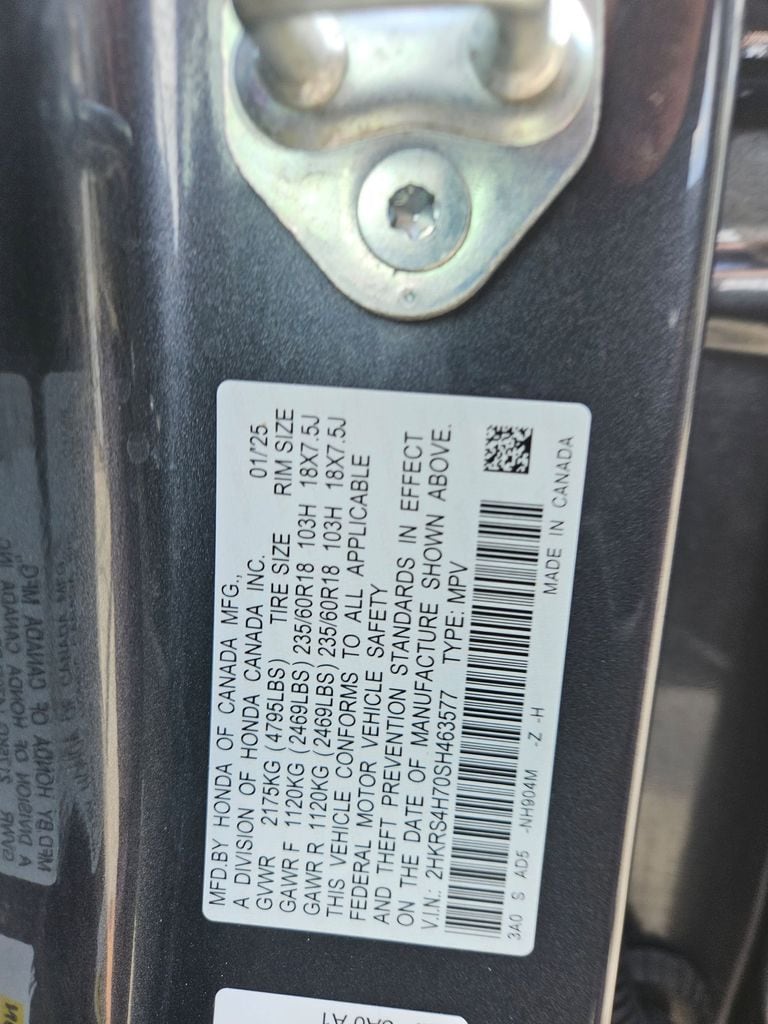 MFD.BY HONDA OF CANADA MFG.,
A DIVISION OF HONDA CANADA INC. 01/25
GVWR 2175KG (4795LBS) TIRE SIZE RIM SIZE
GAWR F 1120KG (2469LBS) 235/60R18 103H 18X7.5J
GAWR R 1120KG (2469LBS) 235/60R18 103H 18X7.5J
THIS VEHICLE CONFORMS TO ALL APPLICABLE
FEDERAL MOTOR VEHICLE SAFETY
AND THEFT PREVENTION STANDARDS IN EFFECT
ON THE DATE OF MANUFACTURE SHOWN ABOVE.
V.I.N.: 2HKRS4H70SH463577 TYPE: MPV
3A0 S AD5 -NH904M -Z -H
MADE IN CANADA